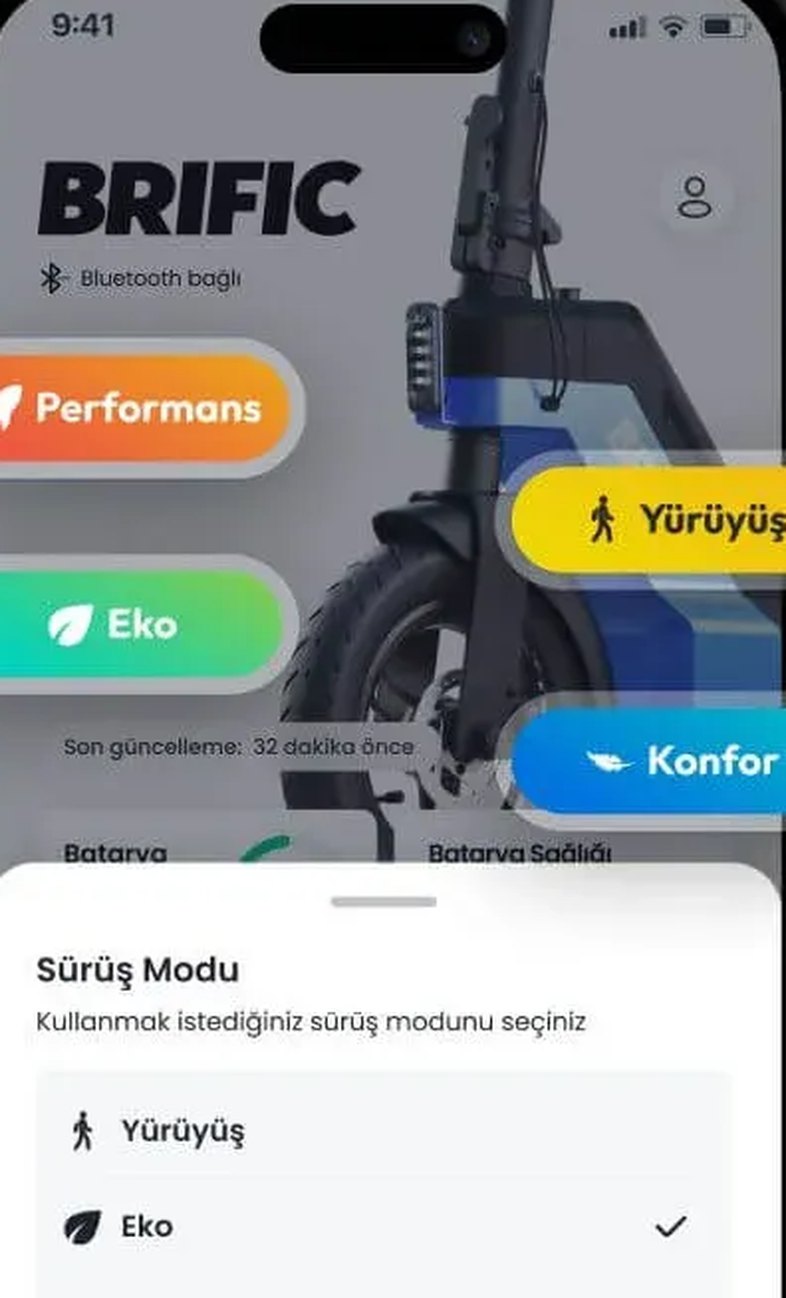 9:41
BRIFIC
Bluetooth bağlı
Performans
Yürüyüş
Eko
Son güncelleme: 32 dakika önce
Konfor
Batarya
Batarya Sağlığı
Sürüş Modu
Kullanmak istediğiniz sürüş modunu seçiniz
Yürüyüş
Eko